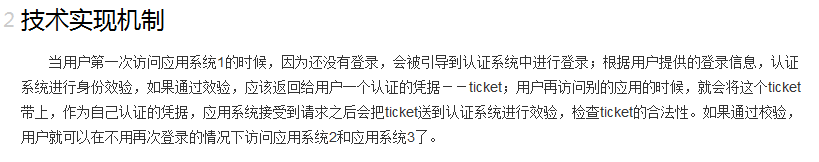 2 技术实现机制
当用户第一次访问应用系统1的时候，因为还没有登录，会被引导到认证系统中进行登录；根据用户提供的登录信息，认证
系统进行身份效验，如果通过效验，应该返回给用户一个认证的凭据－－ticket；用户再访问别的应用的时候，就会将这个ticket
带上，作为自己认证的凭据，应用系统接受到请求之后会把ticket送到认证系统进行效验，检查ticket的合法性。如果通过校验，
用户就可以在不用再次登录的情况下访问应用系统2和应用系统3了。